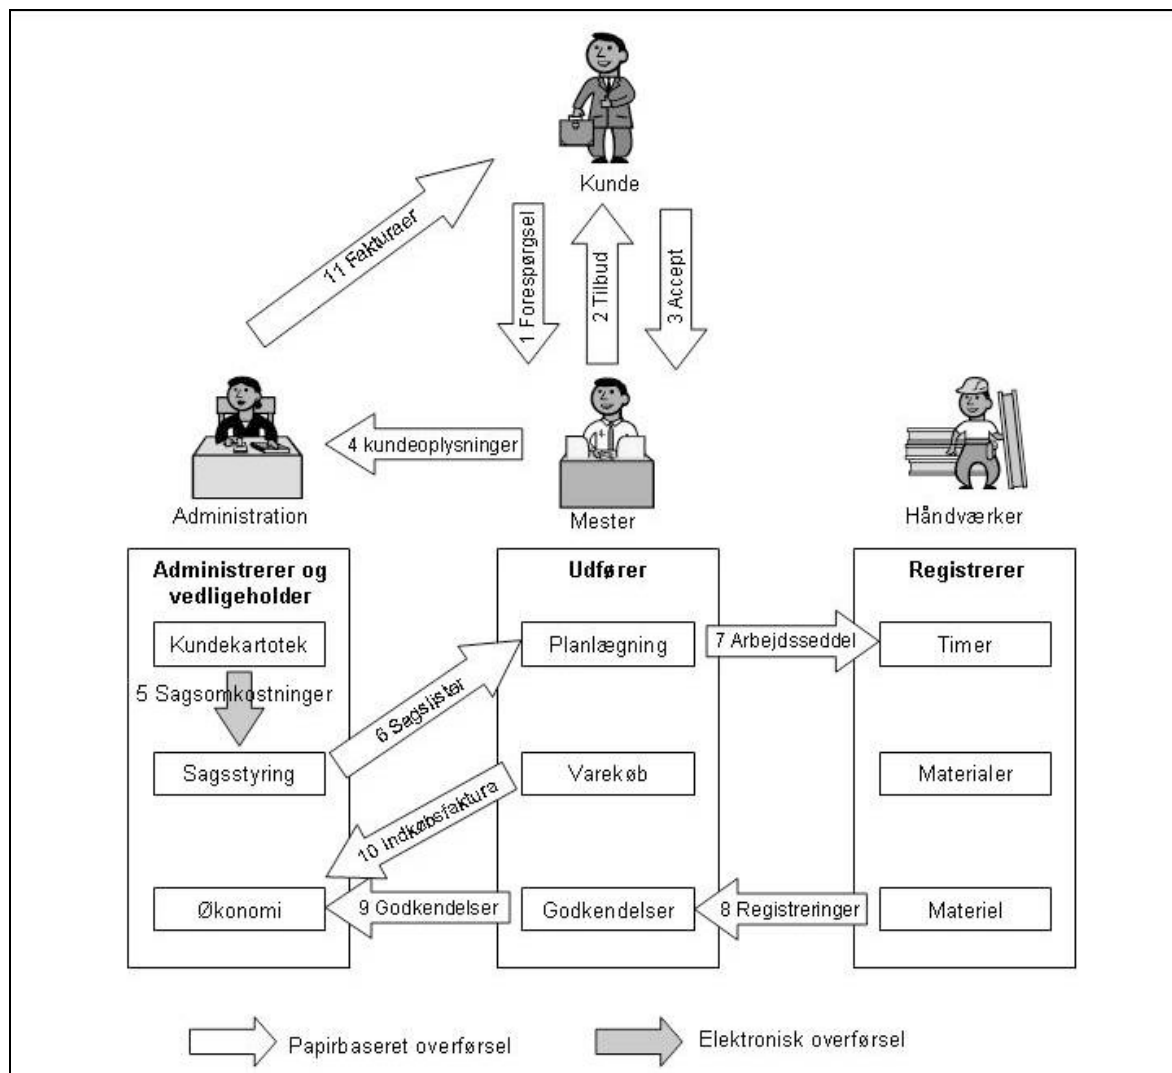 Kunde
11 Fakturaer
1 Forespørgsel
2 Tilbud
3 Accept
4 kundeoplysninger
Administration
Mester
Håndværker
Administrerer og
vedligeholder
Udfører
Registrerer
Kundekartotek
Planlægning
7 Arbejdsseddel
Timer
5 Sagsomkostninger
6 Sagslister
Sagsstyring
Varekøb
Materialer
10 Indkøbsfaktura
Økonomi
9 Godkendelser
Godkendelser
8 Registreringer
Materiel
Papirbaseret overførsel
Elektronisk overførsel